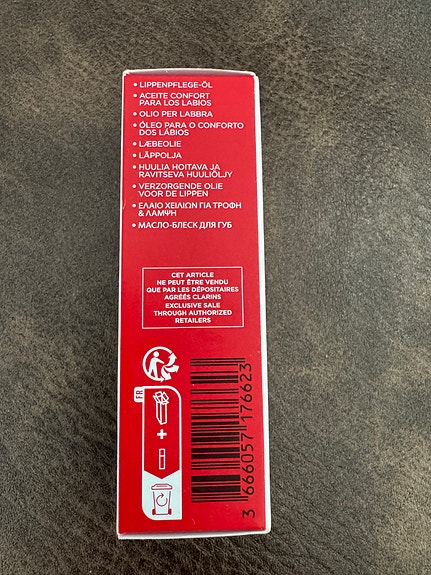 • LIPPENPFLEGE-ÖL
• ACEITE CONFORT
PARA LOS LABIOS
• OLIO PER LABBRA
• ÓLEO PARA O CONFORTO
DOS LÁBIOS
• LÆBEOLIE
• LÄPPOLJA
• HUULIA HOITAVA JA
RAVITSEVA HUULIÖLJY
• VERZORGENDE OLIE
VOOR DE LIPPEN
• ΕΛΑΙΟ ΧΕΙΛΙΩΝ ΓΙΑ ΤΡΟΦΗ
& ΛΑΜΨΗ
• МАСЛО-БЛЕСК ДЛЯ ГУБ
CET ARTICLE
NE PEUT ÊTRE VENDU
QUE PAR LES DÉPOSITAIRES
AGRÉÉS CLARINS
EXCLUSIVE SALE
THROUGH AUTHORIZED
RETAILERS
FR
+
3 666057 176623